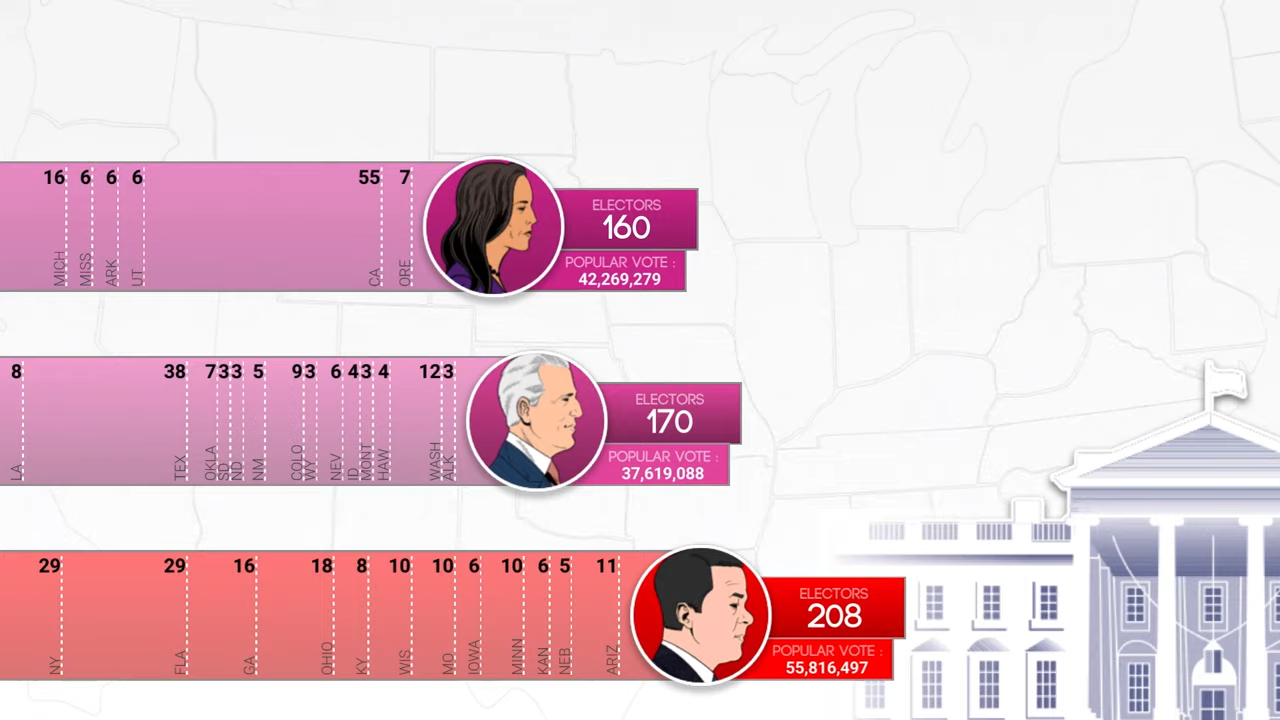 16 6 6 6 55 7
MICH MISS ARK UT CA ORE
ELECTORS
160
POPULAR VOTE :
42,269,279
8 38 7 3 3 5 9 3 6 4 3 4 12 3
LA TEX OKLA SD ND NM COLO WY NEV ID MONT HAW WASH ALK
ELECTORS
170
POPULAR VOTE :
37,619,088
29 29 16 18 8 10 10 6 10 6 5 11
NY FLA GA OHIO KY WIS MO IOWA MINN KAN NEB ARIZ
ELECTORS
208
POPULAR VOTE :
55,816,497